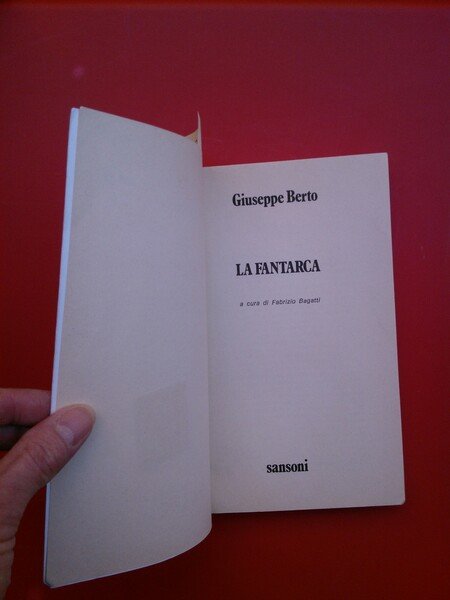 Giuseppe Berto
LA FANTARCA
a cura di Fabrizio Bagatti
sansoni